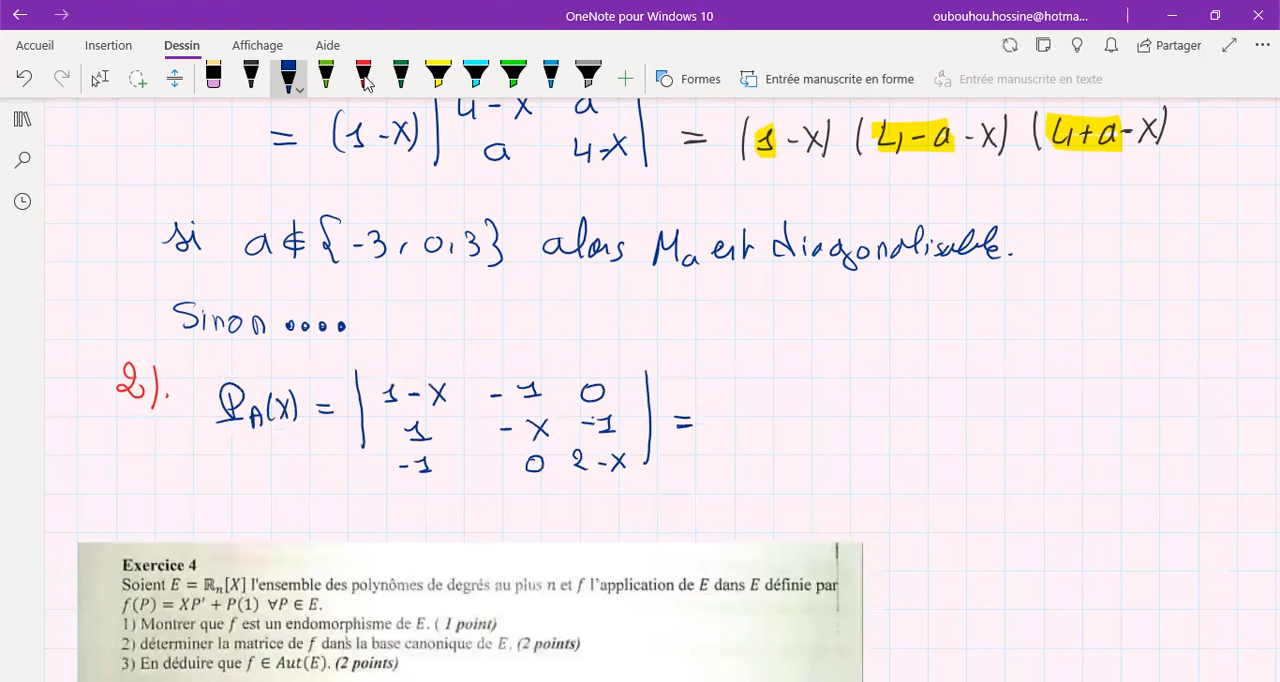 OneNote pour Windows 10
oubouhou.hossine@hotma...
Accueil Insertion Dessin Affichage Aide
Partager
Formes Entrée manuscrite en forme Entrée manuscrite en texte
= (1-X) | 4-X a | = (1-X) (4-a-X) (4+a-X)
a 4-X
si a ∉ {-3, 0, 3} alors Ma est diagonalisable.
Sinon ....
2). P_A(X) = | 1-X -1 0 | =
1 -X -1
-1 0 2-X
Exercice 4
Soient E = ℝₙ[X] l'ensemble des polynômes de degrés au plus n et f l'application de E dans E définie par
f(P) = XP' + P(1) ∀P ∈ E.
1) Montrer que f est un endomorphisme de E. ( 1 point)
2) déterminer la matrice de f dans la base canonique de E. (2 points)
3) En déduire que f ∈ Aut(E). (2 points)